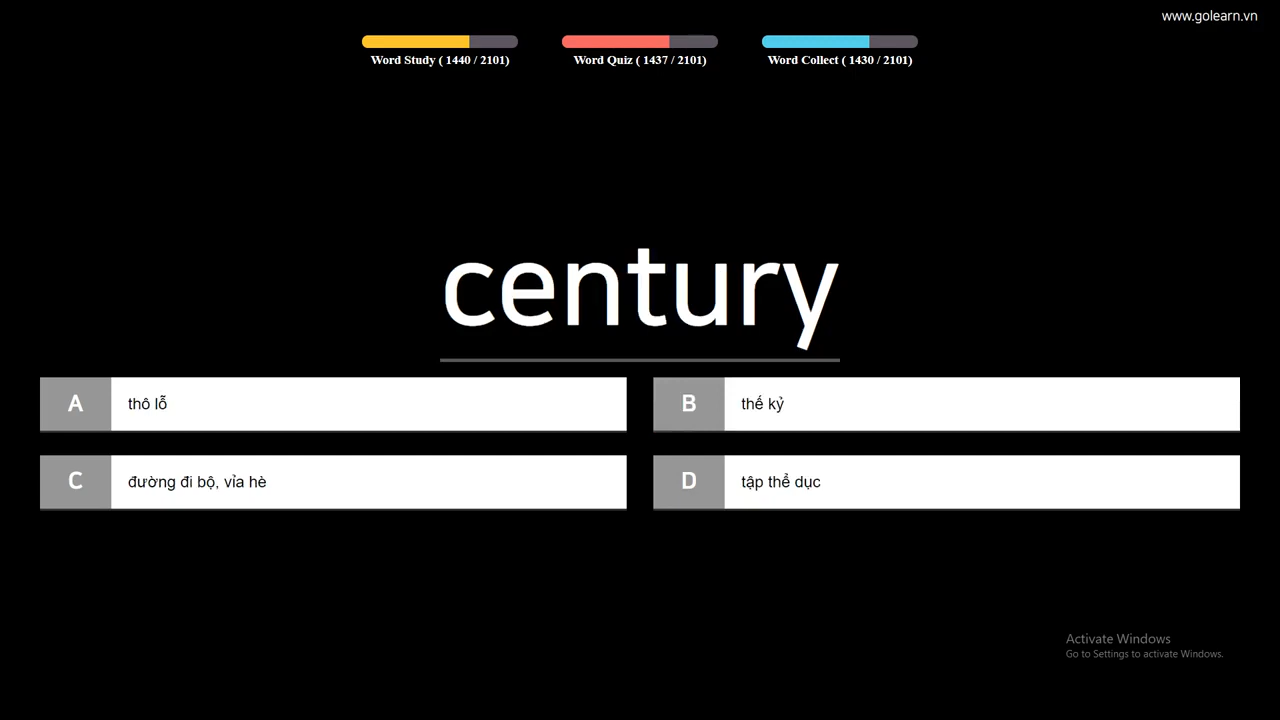 www.golearn.vn
Word Study ( 1440 / 2101)
Word Quiz ( 1437 / 2101)
Word Collect ( 1430 / 2101)
century
A thô lỗ
B thế kỷ
C đường đi bộ, vỉa hè
D tập thể dục
Activate Windows
Go to Settings to activate Windows.